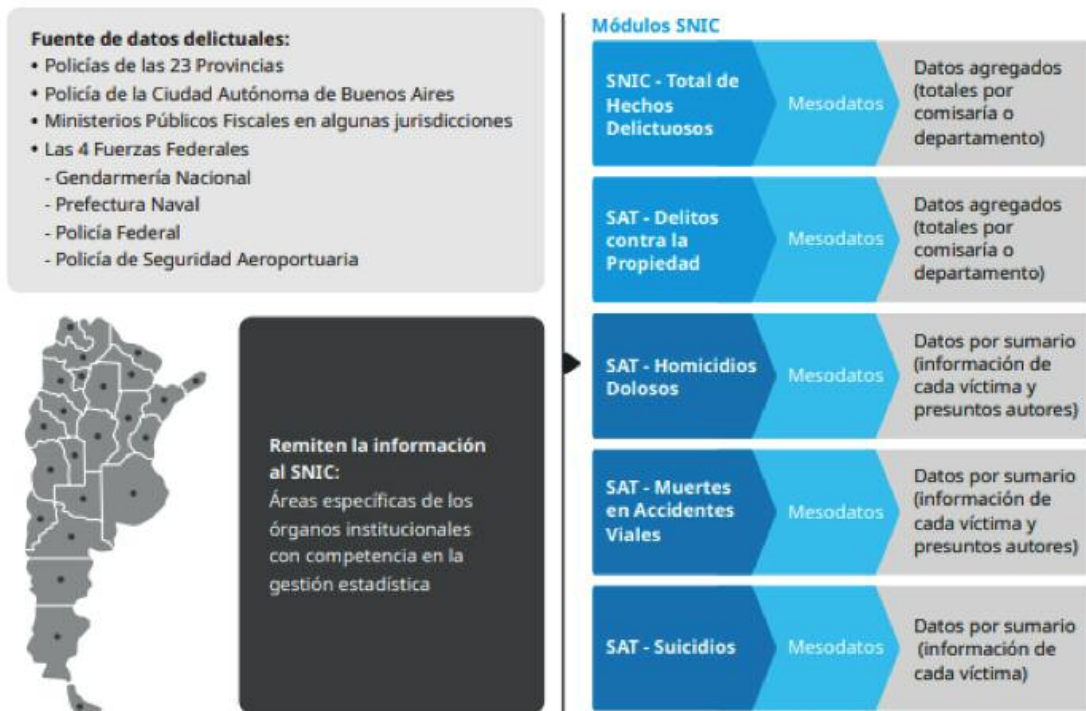 Fuente de datos delictuales:
• Policías de las 23 Provincias
• Policía de la Ciudad Autónoma de Buenos Aires
• Ministerios Públicos Fiscales en algunas jurisdicciones
• Las 4 Fuerzas Federales
- Gendarmería Nacional
- Prefectura Naval
- Policía Federal
- Policía de Seguridad Aeroportuaria
Remiten la información
al SNIC:
Áreas específicas de los
órganos institucionales
con competencia en la
gestión estadística
Módulos SNIC
SNIC - Total de
Hechos
Delictuosos
Mesodatos
Datos agregados
(totales por
comisaría o
departamento)
SAT - Delitos
contra la
Propiedad
Mesodatos
Datos agregados
(totales por
comisaría o
departamento)
SAT - Homicidios
Dolosos
Mesodatos
Datos por sumario
(información de
cada víctima y
presuntos autores)
SAT - Muertes
en Accidentes
Viales
Mesodatos
Datos por sumario
(información de
cada víctima y
presuntos autores)
SAT - Suicidios
Mesodatos
Datos por sumario
(información de
cada víctima)